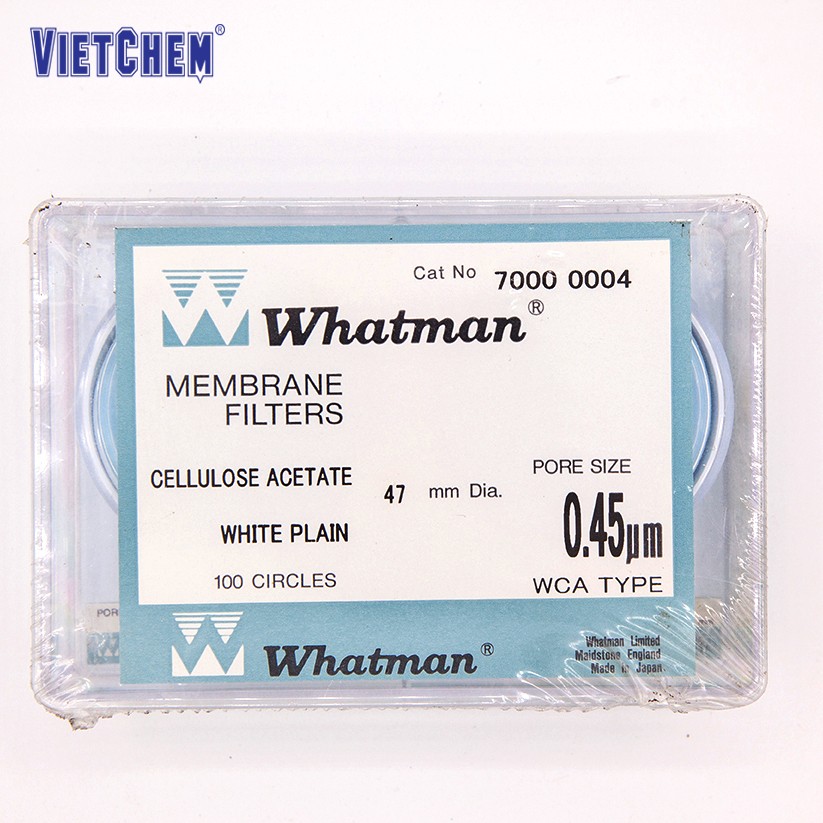 VIETCHEM®
Cat No 7000 0004
Whatman®
MEMBRANE
FILTERS
CELLULOSE ACETATE
47 mm Dia.
PORE SIZE
WHITE PLAIN
0.45µm
100 CIRCLES
WCA TYPE
Whatman®
Whatman Limited
Maidstone England
Made in Japan.
POR